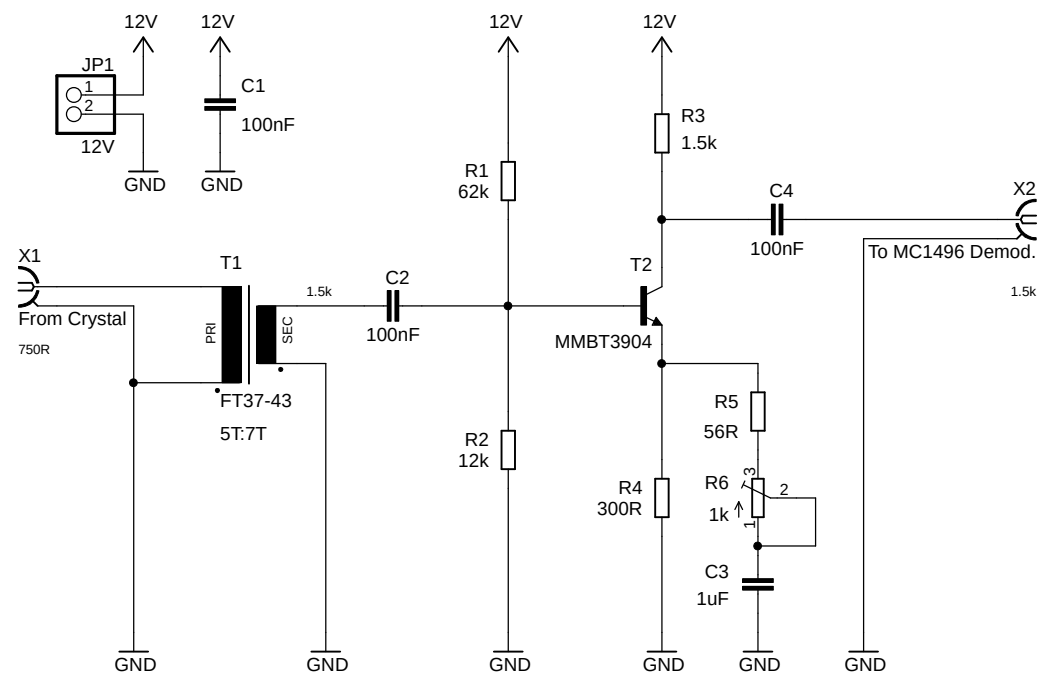 12V
12V
12V
12V
JP1
1
2
12V
GND
C1
100nF
GND
R1
62k
R3
1.5k
C4
100nF
X2
To MC1496 Demod.
1.5k
X1
From Crystal
750R
T1
PRI
SEC
FT37-43
5T:7T
1.5k
C2
100nF
T2
MMBT3904
R2
12k
R4
300R
R5
56R
R6
1k
3
2
1
C3
1uF
GND
GND
GND
GND
GND
GND